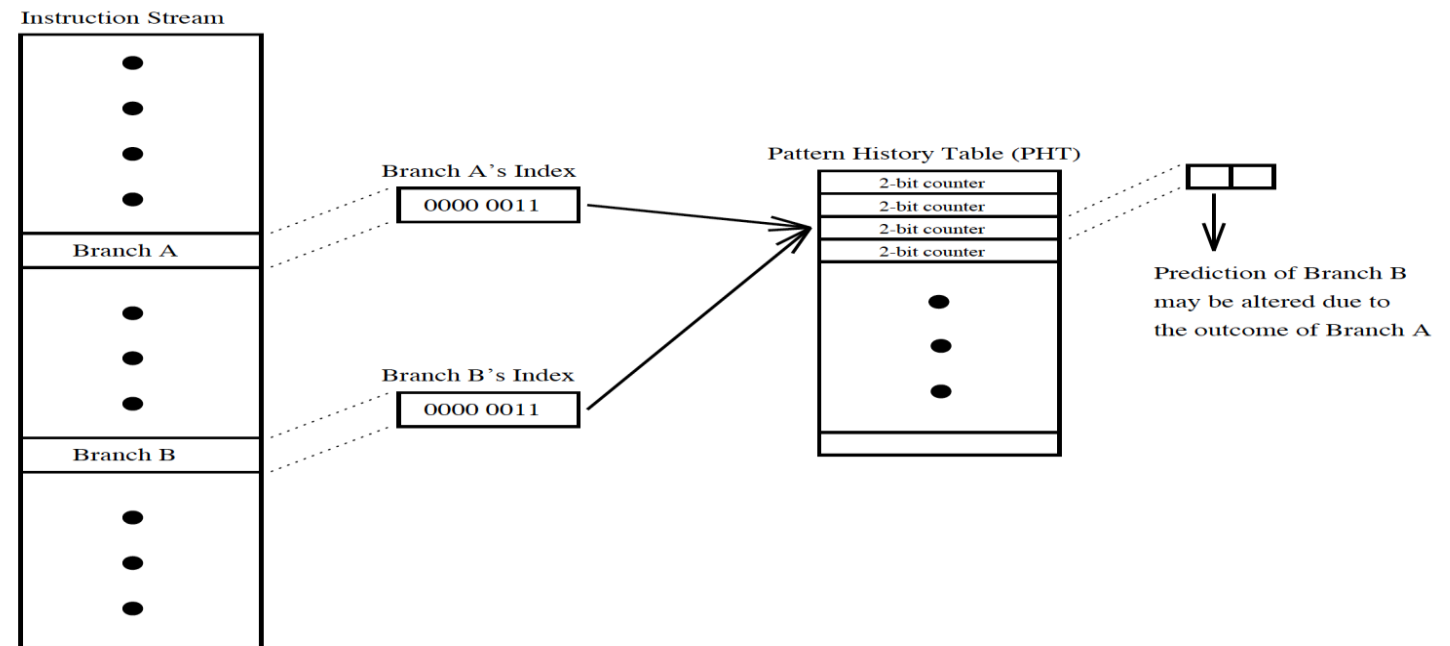 Instruction Stream
Branch A
Branch B
Branch A's Index
0000 0011
Branch B's Index
0000 0011
Pattern History Table (PHT)
2-bit counter
2-bit counter
2-bit counter
2-bit counter
Prediction of Branch B
may be altered due to
the outcome of Branch A